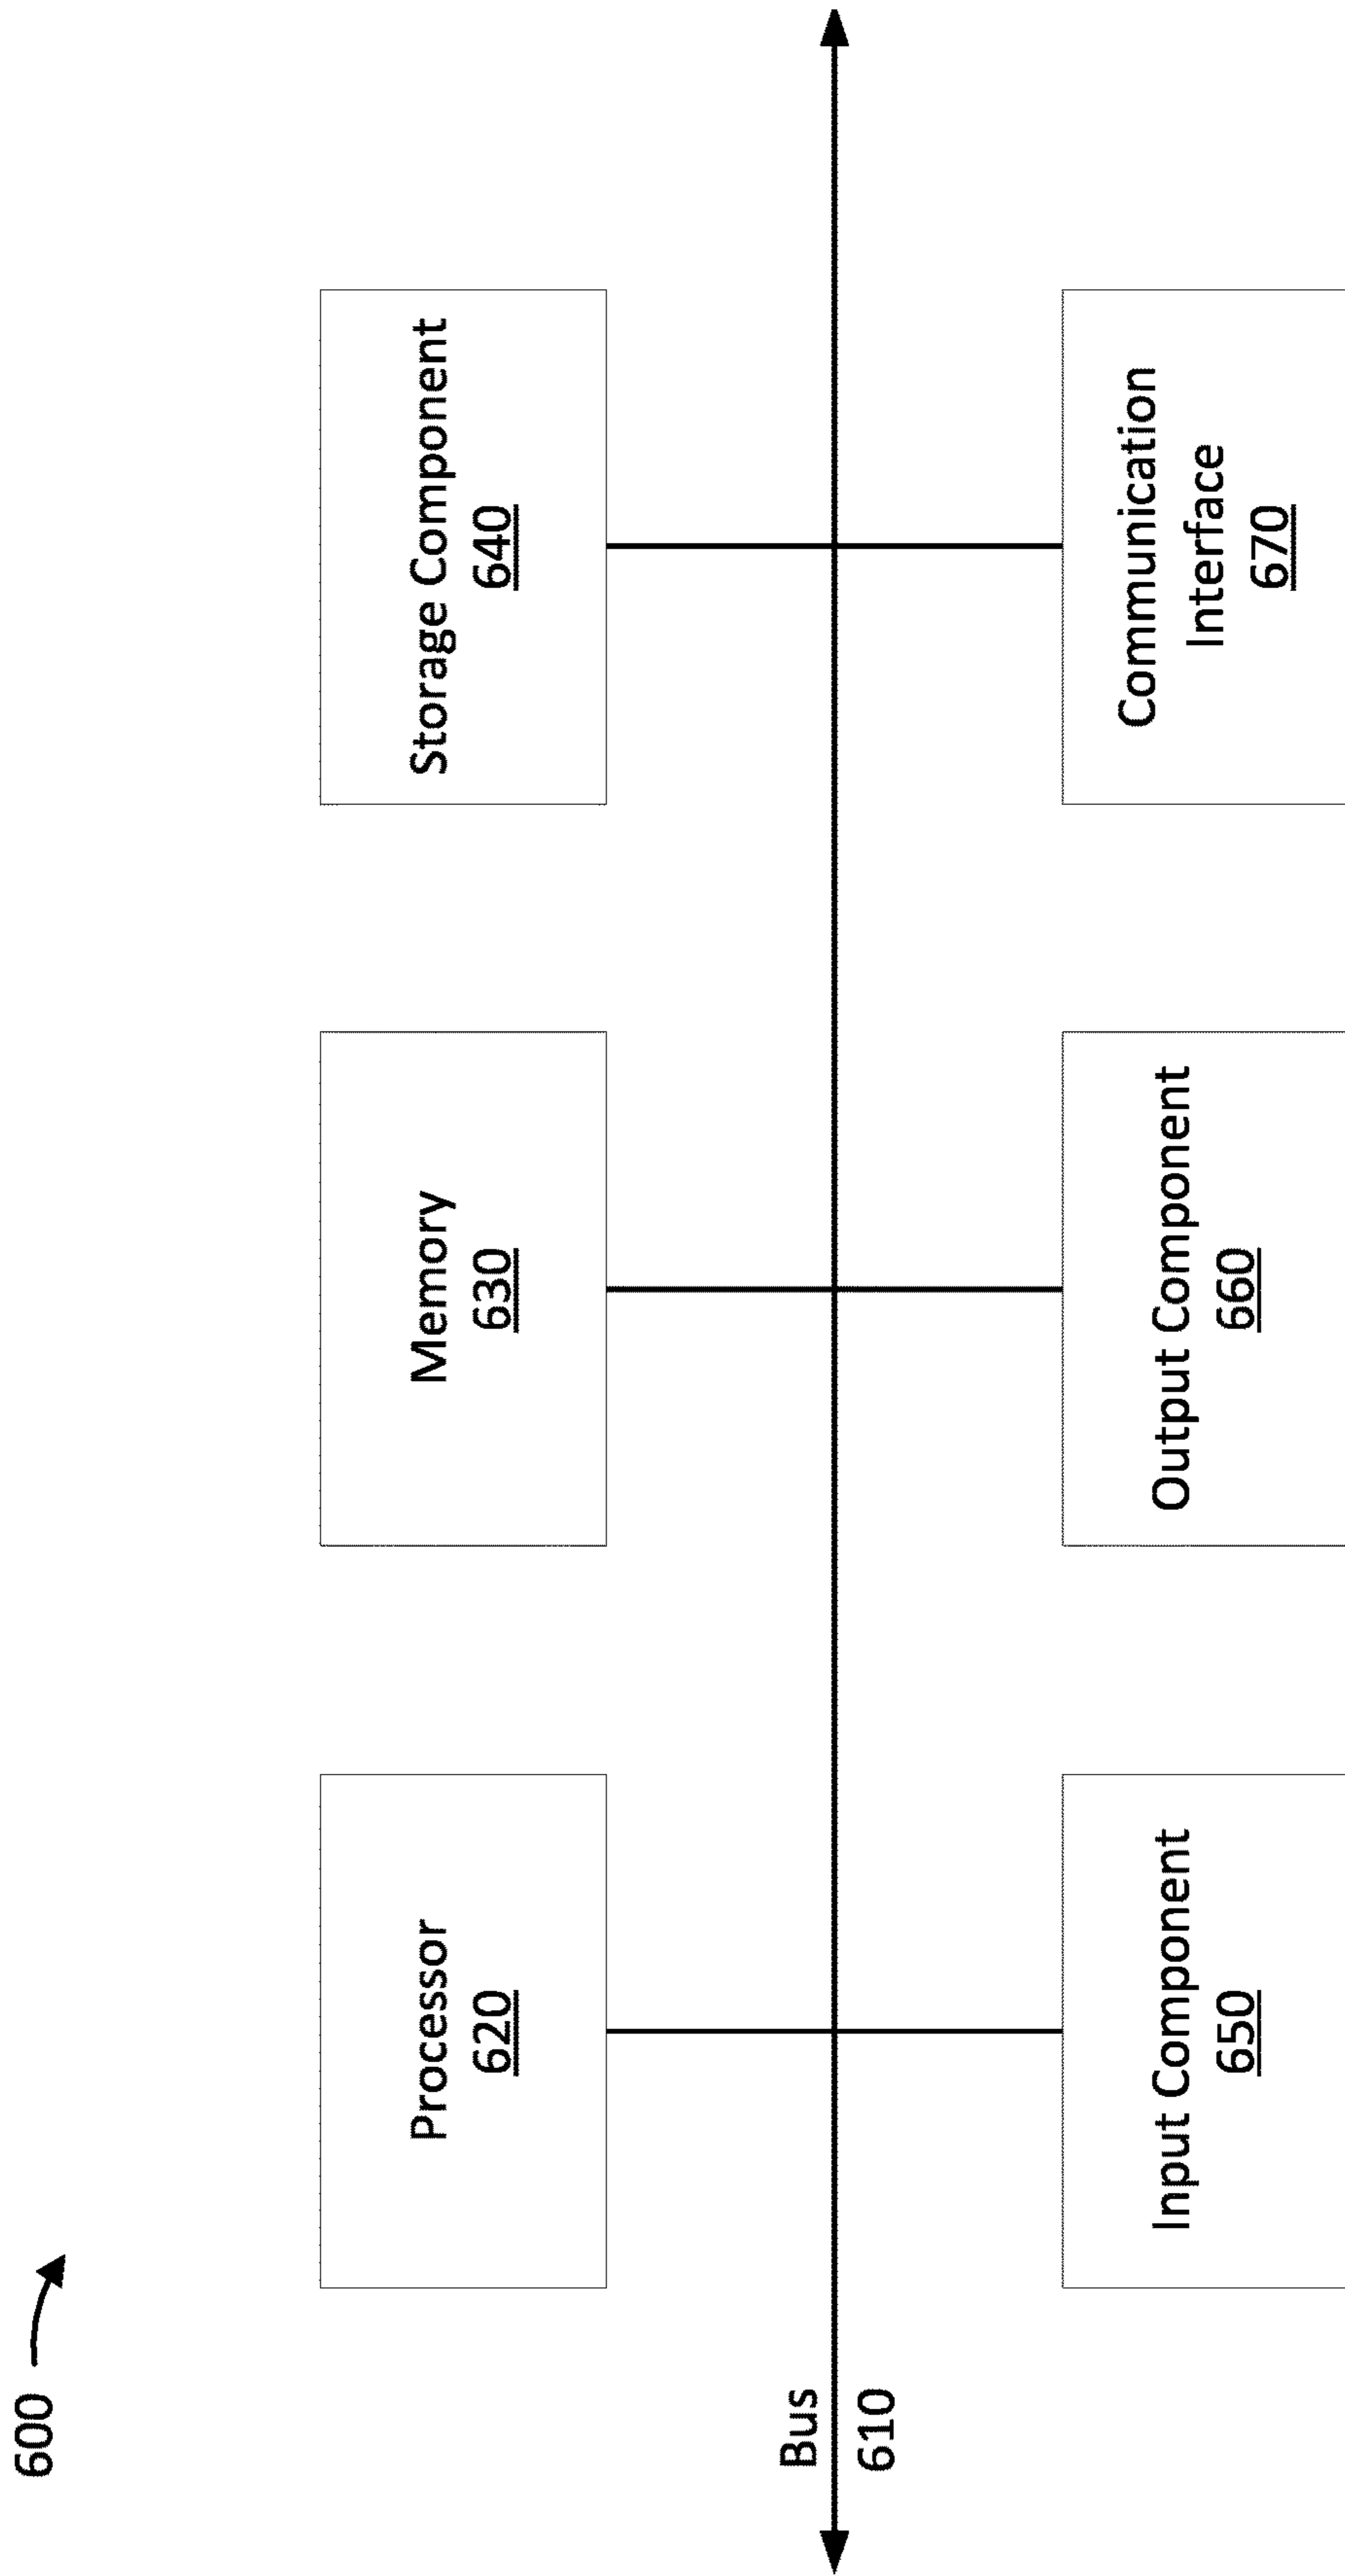 600
Processor
620
Memory
630
Storage Component
640
Bus
610
Input Component
650
Output Component
660
Communication
Interface
670